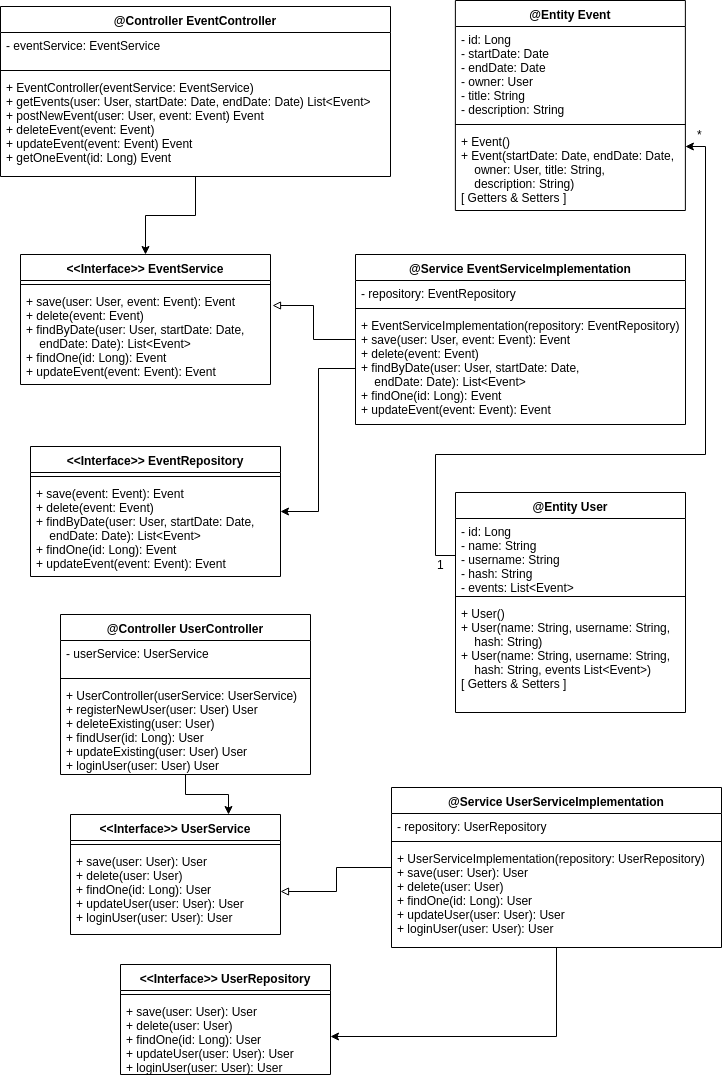 @Controller EventController
- eventService: EventService
+ EventController(eventService: EventService)
+ getEvents(user: User, startDate: Date, endDate: Date) List<Event>
+ postNewEvent(user: User, event: Event) Event
+ deleteEvent(event: Event)
+ updateEvent(event: Event) Event
+ getOneEvent(id: Long) Event
@Entity Event
- id: Long
- startDate: Date
- endDate: Date
- owner: User
- title: String
- description: String
+ Event()
+ Event(startDate: Date, endDate: Date,
owner: User, title: String,
description: String)
[ Getters & Setters ]
*
<<Interface>> EventService
+ save(user: User, event: Event): Event
+ delete(event: Event)
+ findByDate(user: User, startDate: Date,
endDate: Date): List<Event>
+ findOne(id: Long): Event
+ updateEvent(event: Event): Event
@Service EventServiceImplementation
- repository: EventRepository
+ EventServiceImplementation(repository: EventRepository)
+ save(user: User, event: Event): Event
+ delete(event: Event)
+ findByDate(user: User, startDate: Date,
endDate: Date): List<Event>
+ findOne(id: Long): Event
+ updateEvent(event: Event): Event
<<Interface>> EventRepository
+ save(event: Event): Event
+ delete(event: Event)
+ findByDate(user: User, startDate: Date,
endDate: Date): List<Event>
+ findOne(id: Long): Event
+ updateEvent(event: Event): Event
@Entity User
- id: Long
- name: String
- username: String
- hash: String
- events: List<Event>
+ User()
+ User(name: String, username: String,
hash: String)
+ User(name: String, username: String,
hash: String, events List<Event>)
[ Getters & Setters ]
1
@Controller UserController
- userService: UserService
+ UserController(userService: UserService)
+ registerNewUser(user: User) User
+ deleteExisting(user: User)
+ findUser(id: Long): User
+ updateExisting(user: User) User
+ loginUser(user: User) User
<<Interface>> UserService
+ save(user: User): User
+ delete(user: User)
+ findOne(id: Long): User
+ updateUser(user: User): User
+ loginUser(user: User): User
@Service UserServiceImplementation
- repository: UserRepository
+ UserServiceImplementation(repository: UserRepository)
+ save(user: User): User
+ delete(user: User)
+ findOne(id: Long): User
+ updateUser(user: User): User
+ loginUser(user: User): User
<<Interface>> UserRepository
+ save(user: User): User
+ delete(user: User)
+ findOne(id: Long): User
+ updateUser(user: User): User
+ loginUser(user: User): User